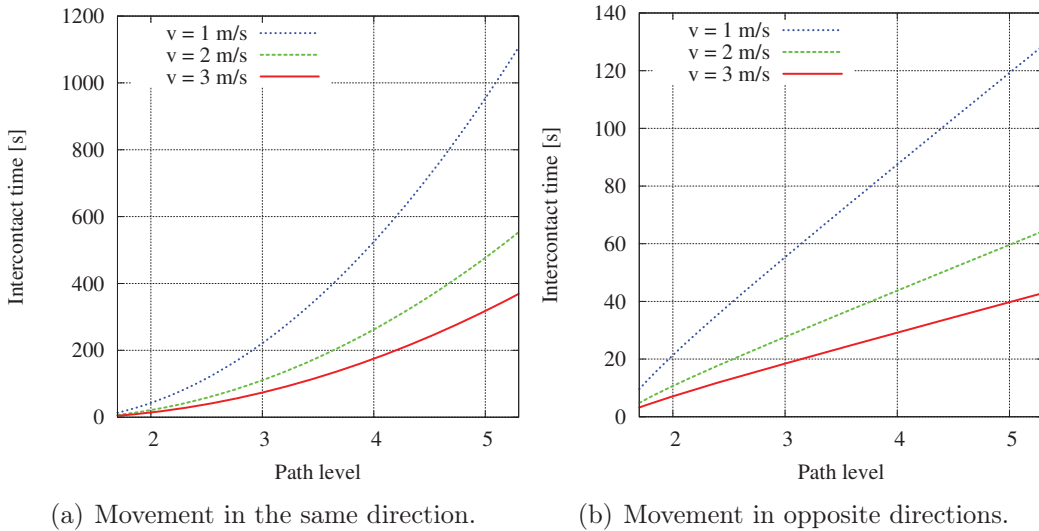 1200
1000
800
600
400
200
0
Intercontact time [s]
v = 1 m/s
v = 2 m/s
v = 3 m/s
2 3 4 5
Path level
(a) Movement in the same direction.
140
120
100
80
60
40
20
0
Intercontact time [s]
v = 1 m/s
v = 2 m/s
v = 3 m/s
2 3 4 5
Path level
(b) Movement in opposite directions.